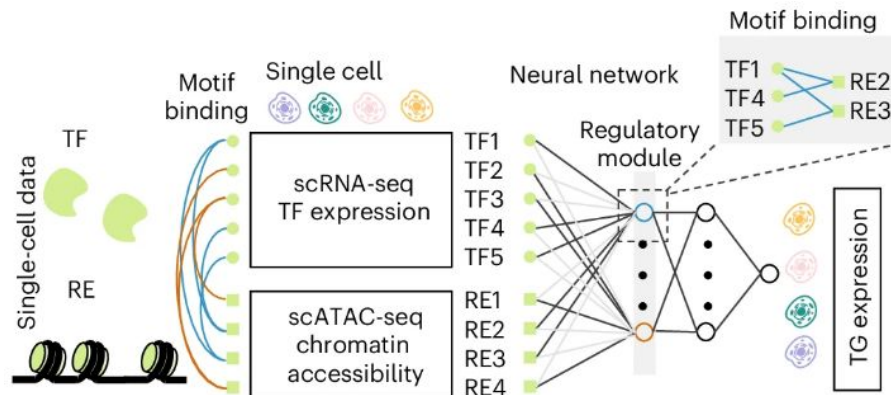 Motif binding
TF1
TF4
TF5
RE2
RE3
Single-cell data
TF
RE
Motif
binding
Single cell
scRNA-seq
TF expression
scATAC-seq
chromatin
accessibility
TF1
TF2
TF3
TF4
TF5
RE1
RE2
RE3
RE4
Neural network
Regulatory
module
TG expression